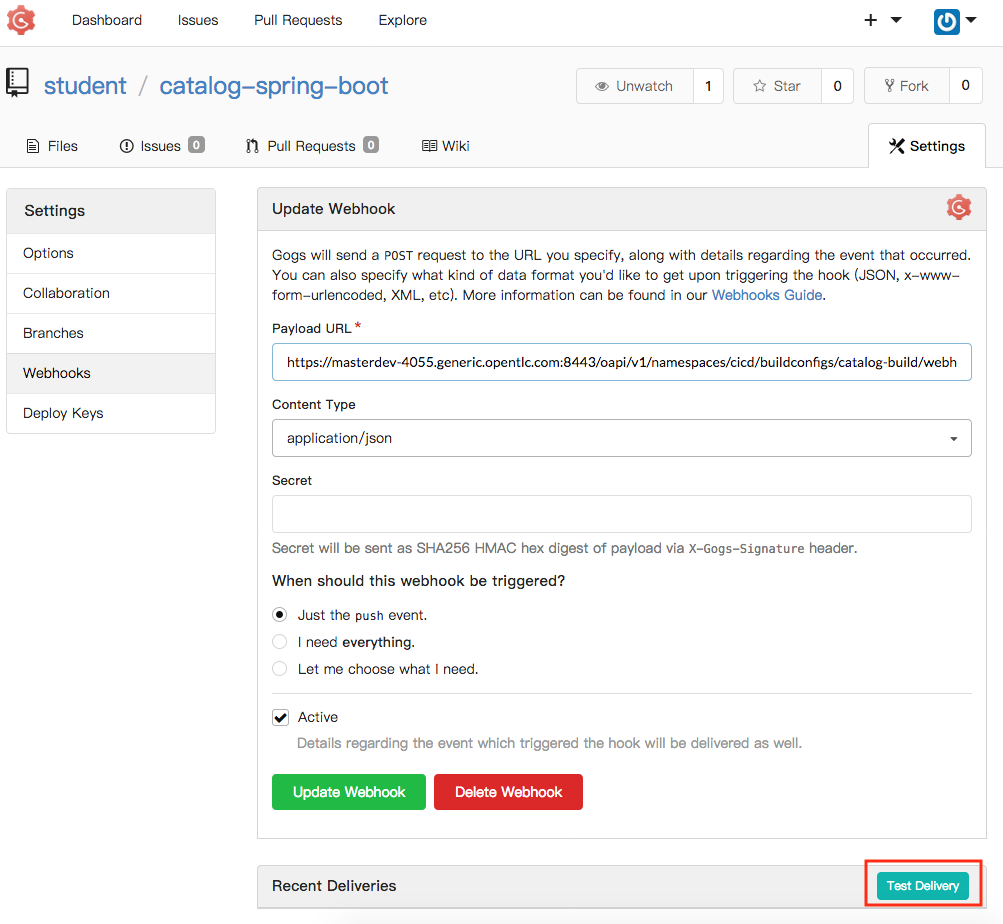 Dashboard Issues Pull Requests Explore
student / catalog-spring-boot
Unwatch 1 Star 0 Fork 0
Files Issues 0 Pull Requests 0 Wiki Settings
Settings
Options
Collaboration
Branches
Webhooks
Deploy Keys
Update Webhook
Gogs will send a POST request to the URL you specify, along with details regarding the event that occurred.
You can also specify what kind of data format you'd like to get upon triggering the hook (JSON, x-www-
form-urlencoded, XML, etc). More information can be found in our Webhooks Guide.
Payload URL*
https://masterdev-4055.generic.opentlc.com:8443/oapi/v1/namespaces/cicd/buildconfigs/catalog-build/webh
Content Type
application/json
Secret
Secret will be sent as SHA256 HMAC hex digest of payload via X-Gogs-Signature header.
When should this webhook be triggered?
Just the push event.
I need everything.
Let me choose what I need.
Active
Details regarding the event which triggered the hook will be delivered as well.
Update Webhook Delete Webhook
Recent Deliveries Test Delivery